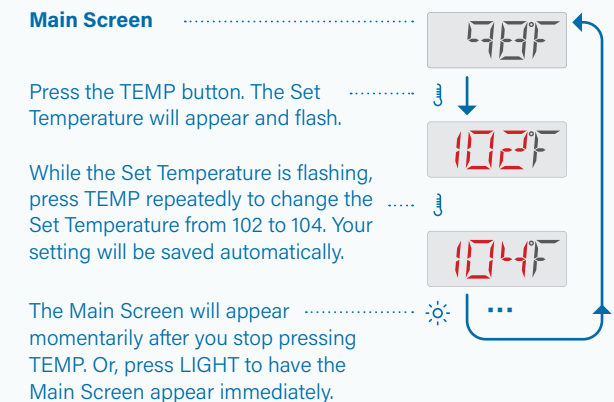 Main Screen
98°F
Press the TEMP button. The Set
Temperature will appear and flash.
102°F
While the Set Temperature is flashing,
press TEMP repeatedly to change the
Set Temperature from 102 to 104. Your
setting will be saved automatically.
104°F
The Main Screen will appear
momentarily after you stop pressing
TEMP. Or, press LIGHT to have the
Main Screen appear immediately.
...